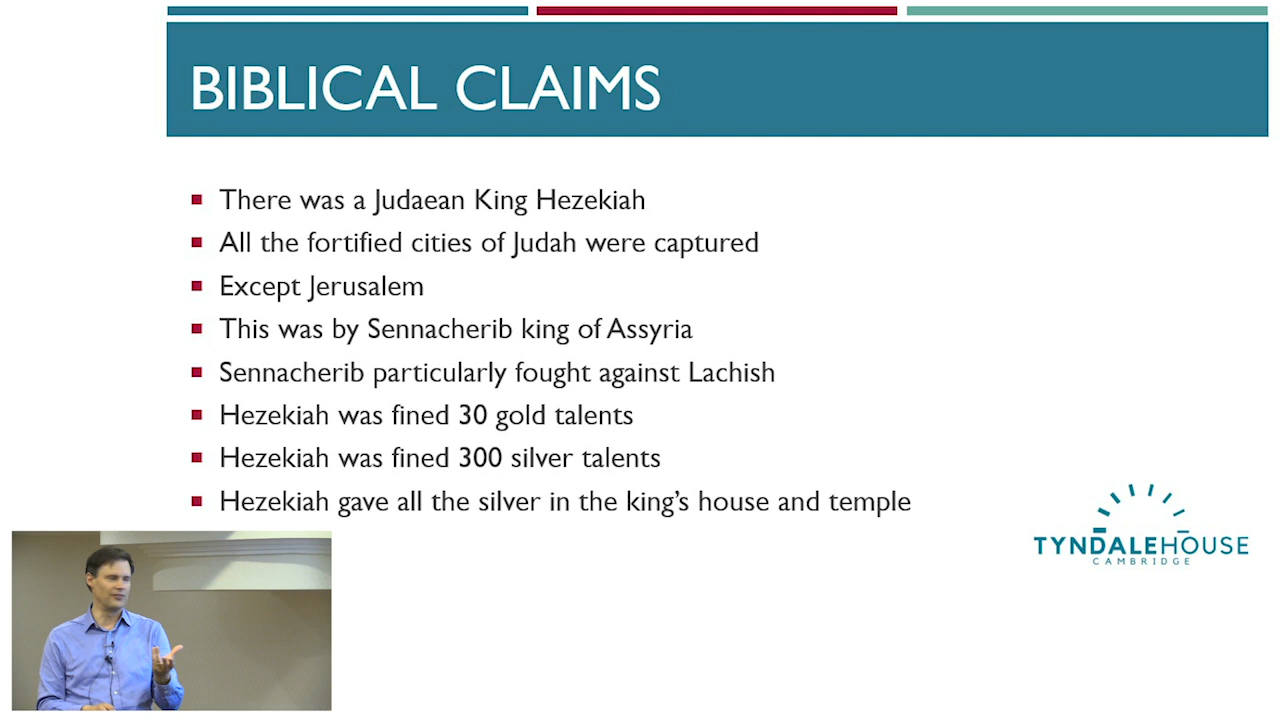 BIBLICAL CLAIMS
There was a Judaean King Hezekiah
All the fortified cities of Judah were captured
Except Jerusalem
This was by Sennacherib king of Assyria
Sennacherib particularly fought against Lachish
Hezekiah was fined 30 gold talents
Hezekiah was fined 300 silver talents
Hezekiah gave all the silver in the king's house and temple
TYNDALEHOUSE
CAMBRIDGE